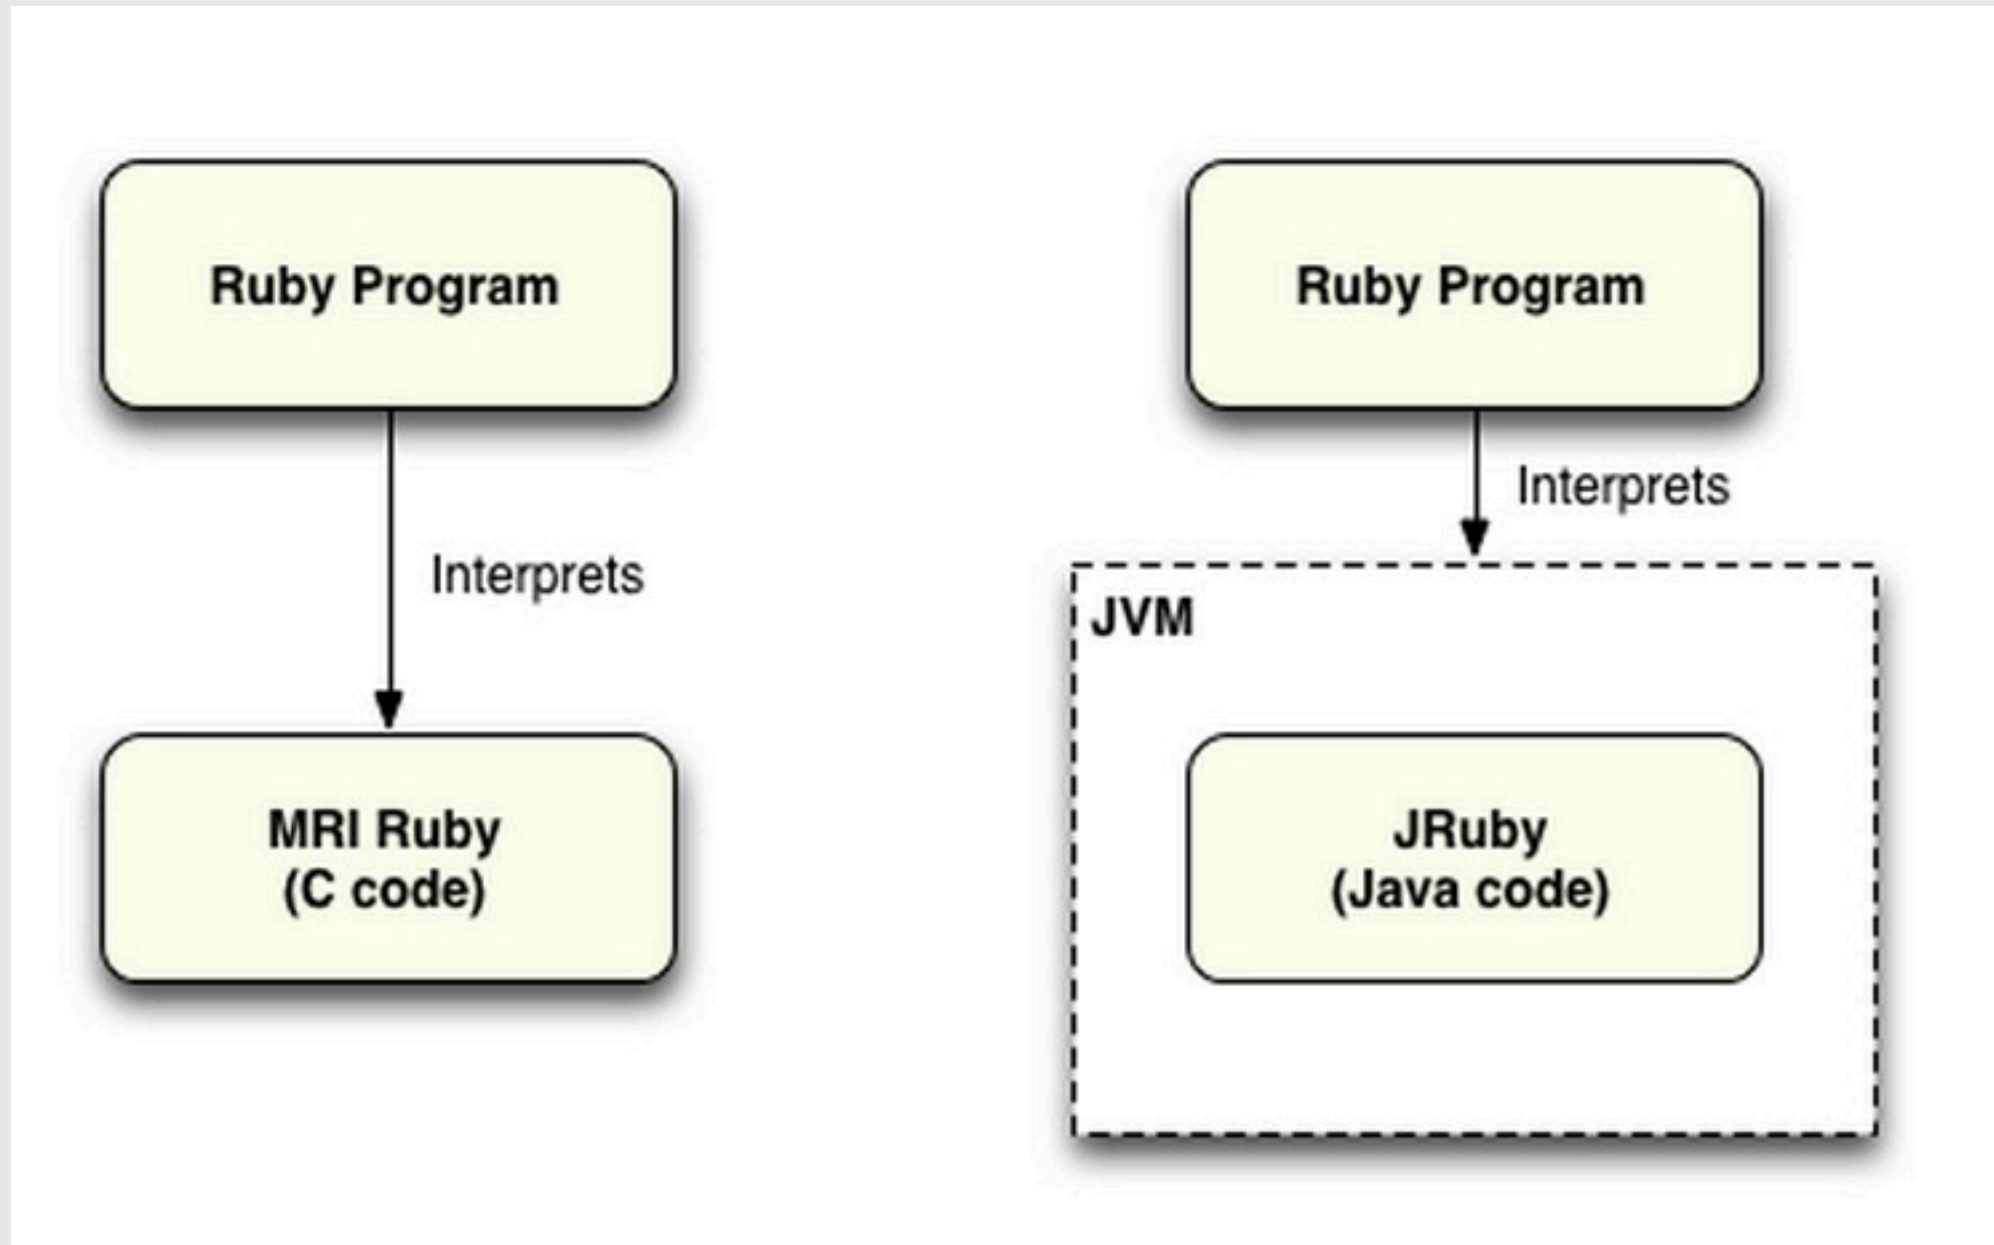 Ruby Program
Interprets
MRI Ruby
(C code)
Ruby Program
Interprets
JVM
JRuby
(Java code)